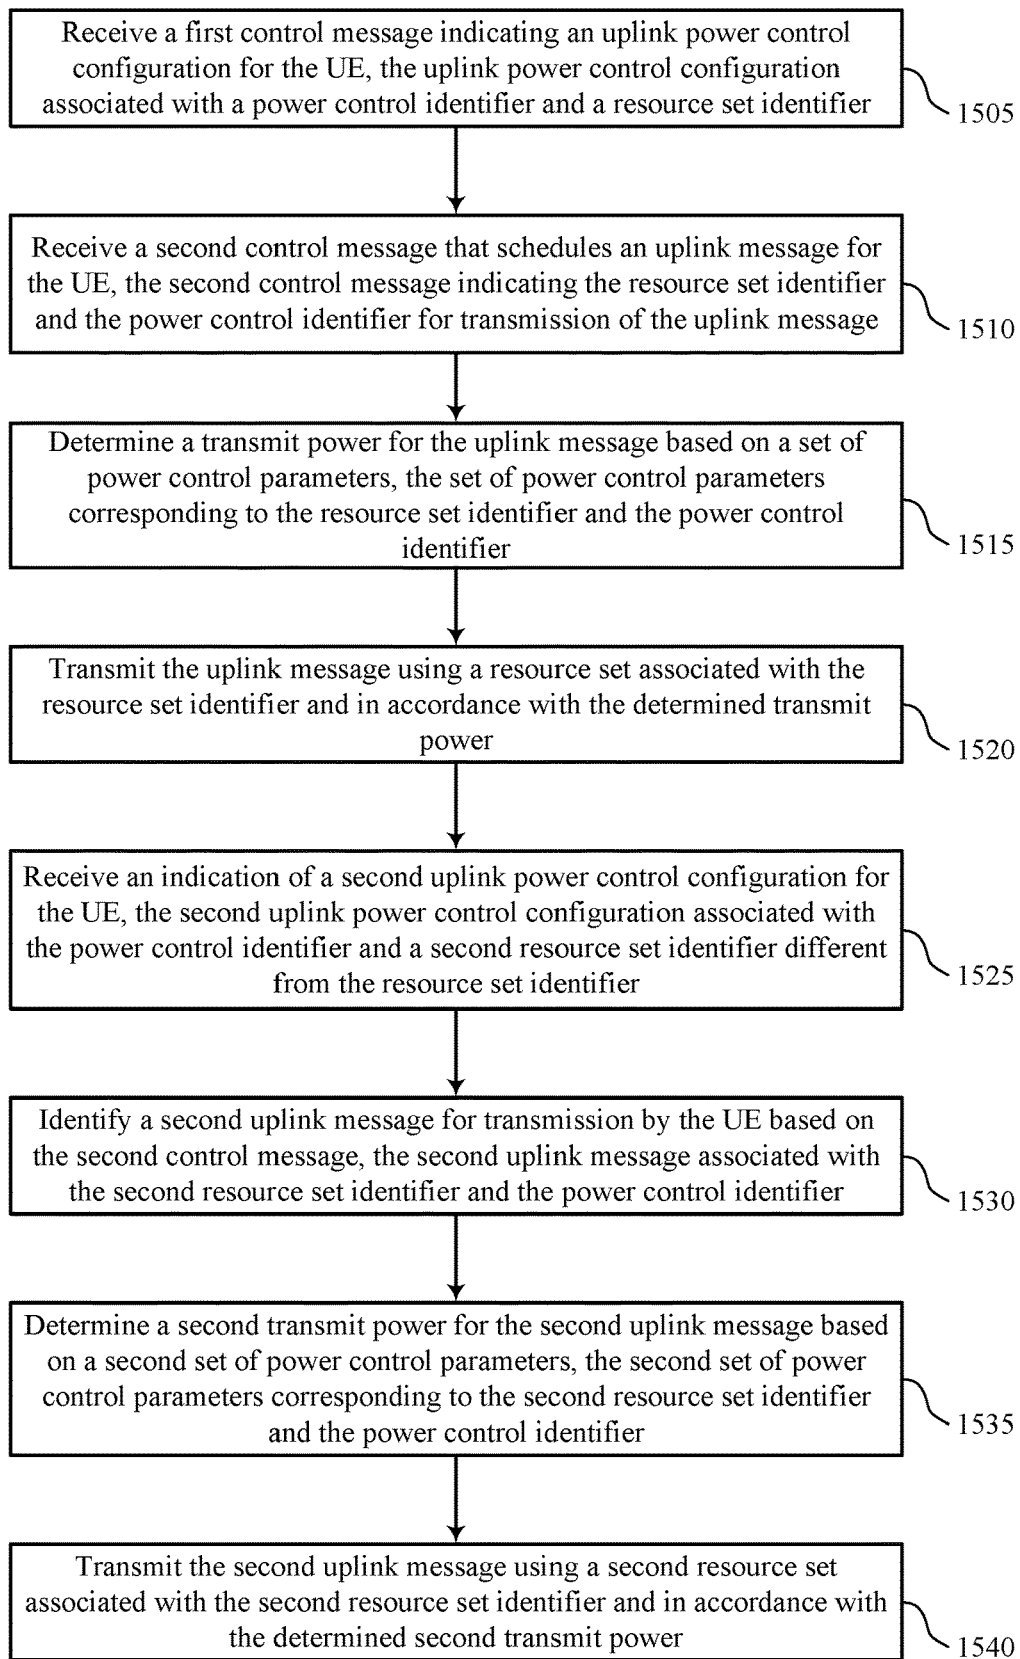 Receive a first control message indicating an uplink power control
configuration for the UE, the uplink power control configuration
associated with a power control identifier and a resource set identifier
1505
Receive a second control message that schedules an uplink message for
the UE, the second control message indicating the resource set identifier
and the power control identifier for transmission of the uplink message
1510
Determine a transmit power for the uplink message based on a set of
power control parameters, the set of power control parameters
corresponding to the resource set identifier and the power control
identifier
1515
Transmit the uplink message using a resource set associated with the
resource set identifier and in accordance with the determined transmit
power
1520
Receive an indication of a second uplink power control configuration for
the UE, the second uplink power control configuration associated with
the power control identifier and a second resource set identifier different
from the resource set identifier
1525
Identify a second uplink message for transmission by the UE based on
the second control message, the second uplink message associated with
the second resource set identifier and the power control identifier
1530
Determine a second transmit power for the second uplink message based
on a second set of power control parameters, the second set of power
control parameters corresponding to the second resource set identifier
and the power control identifier
1535
Transmit the second uplink message using a second resource set
associated with the second resource set identifier and in accordance with
the determined second transmit power
1540